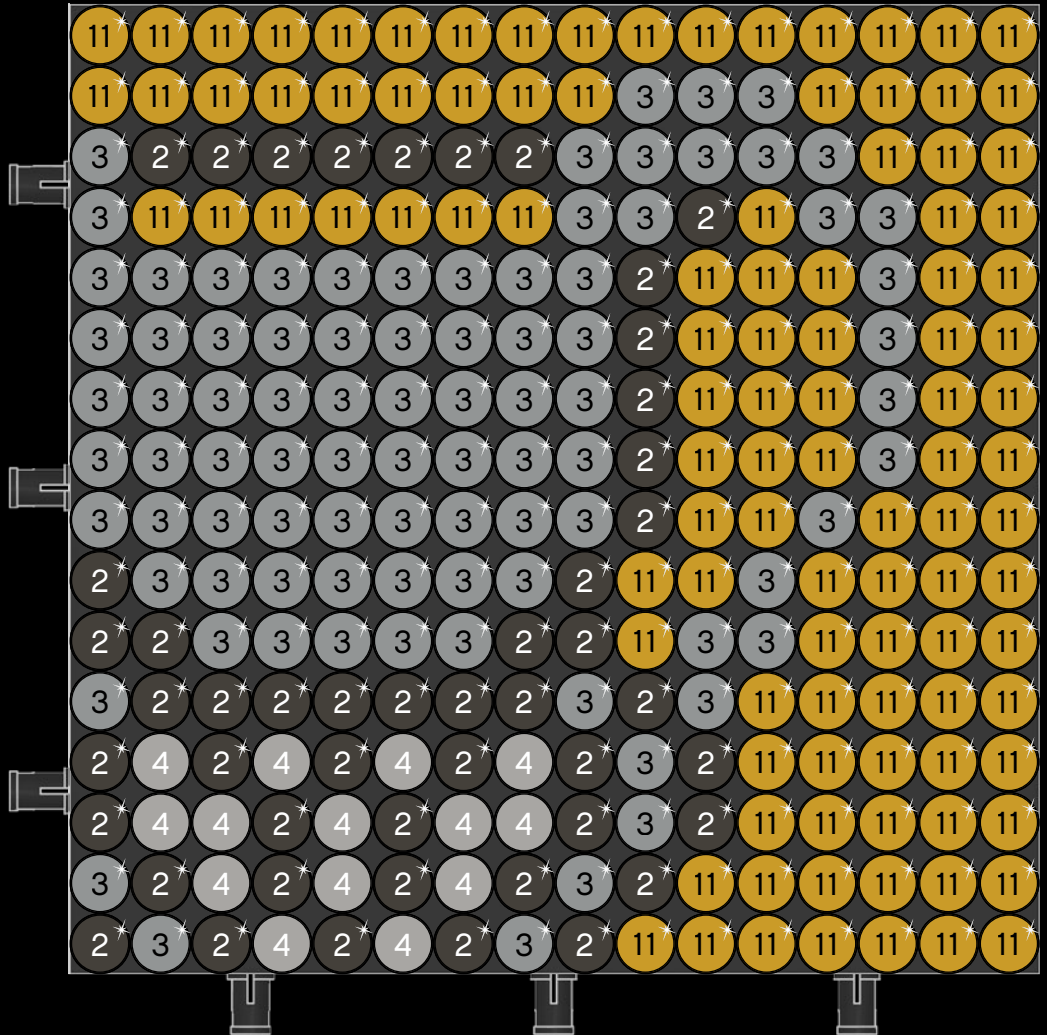 11 11 11 11 11 11 11 11 11 11 11 11 11 11 11 11
11 11 11 11 11 11 11 11 11 3 3 3 11 11 11 11
3 2 2 2 2 2 2 2 3 3 3 3 3 11 11 11
3 11 11 11 11 11 11 11 3 3 2 11 3 3 11 11
3 3 3 3 3 3 3 3 3 2 11 11 11 3 11 11
3 3 3 3 3 3 3 3 3 2 11 11 11 3 11 11
3 3 3 3 3 3 3 3 3 2 11 11 11 3 11 11
3 3 3 3 3 3 3 3 3 2 11 11 11 3 11 11
3 3 3 3 3 3 3 3 3 2 11 11 3 11 11 11
2 3 3 3 3 3 3 3 2 11 11 3 11 11 11 11
2 2 3 3 3 3 3 2 2 11 3 3 11 11 11 11
3 2 2 2 2 2 2 2 3 2 3 11 11 11 11 11
2 4 2 4 2 4 2 4 2 3 2 11 11 11 11 11
2 4 4 2 4 2 4 4 2 3 2 11 11 11 11 11
3 2 4 2 4 2 4 2 3 2 11 11 11 11 11 11
2 3 2 4 2 4 2 3 2 11 11 11 11 11 11 11